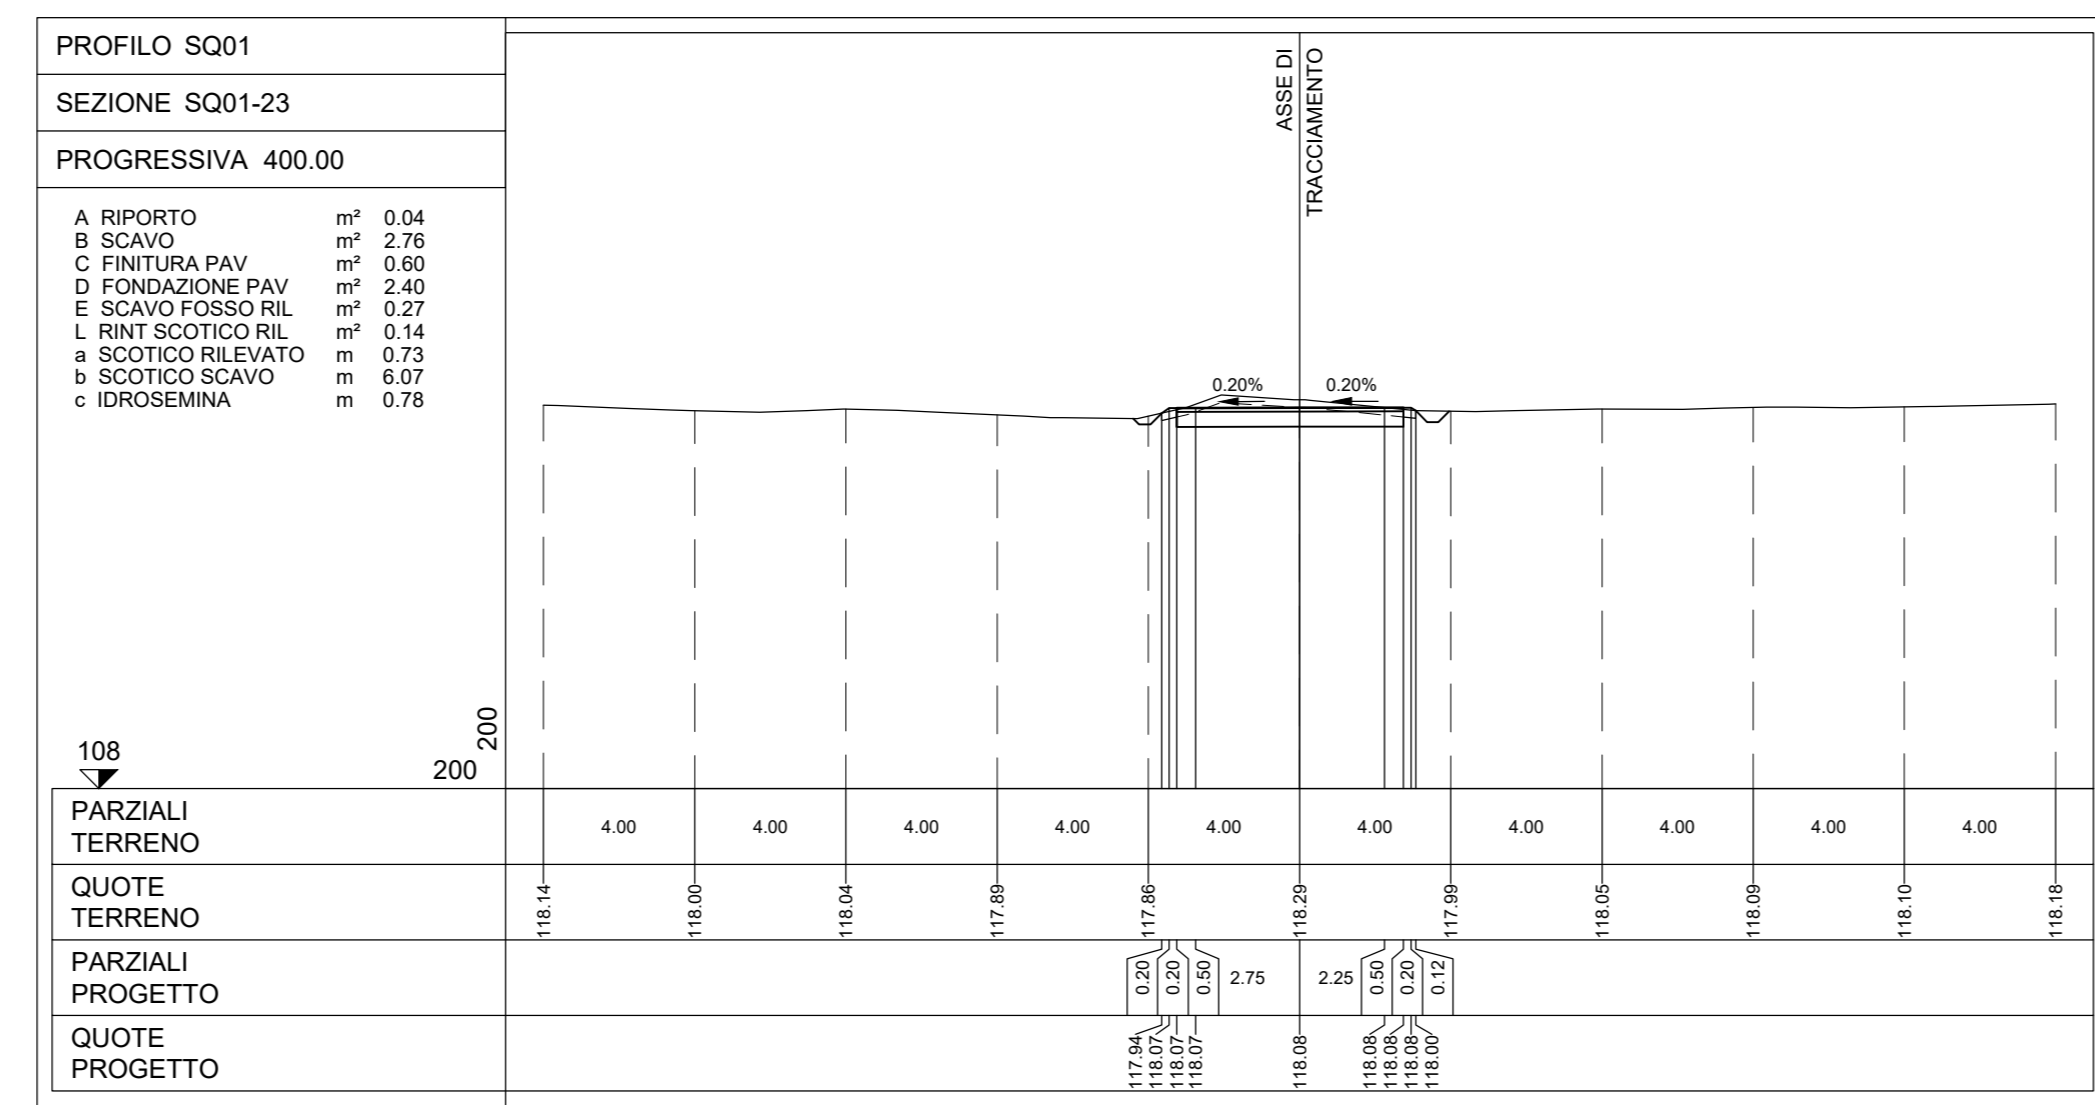 PROFILO SQ01
SEZIONE SQ01-23
PROGRESSIVA 400.00
A RIPORTO m² 0.04
B SCAVO m² 2.76
C FINITURA PAV m² 0.60
D FONDAZIONE PAV m² 2.40
E SCAVO FOSSO RIL m² 0.27
L RINT SCOTICO RIL m² 0.14
a SCOTICO RILEVATO m 0.73
b SCOTICO SCAVO m 6.07
c IDROSEMINA m 0.78
ASSE DI
TRACCIAMENTO
0.20% 0.20%
108
200
200
PARZIALI
TERRENO
4.00 4.00 4.00 4.00 4.00 4.00 4.00 4.00 4.00 4.00
QUOTE
TERRENO
118.14 118.00 118.04 117.89 117.86 118.29 117.99 118.05 118.09 118.10 118.18
PARZIALI
PROGETTO
0.20 0.20 0.50 2.75 2.25 0.50 0.20 0.12
QUOTE
PROGETTO
117.94 118.07 118.07 118.07 118.08 118.08 118.08 118.08 118.00